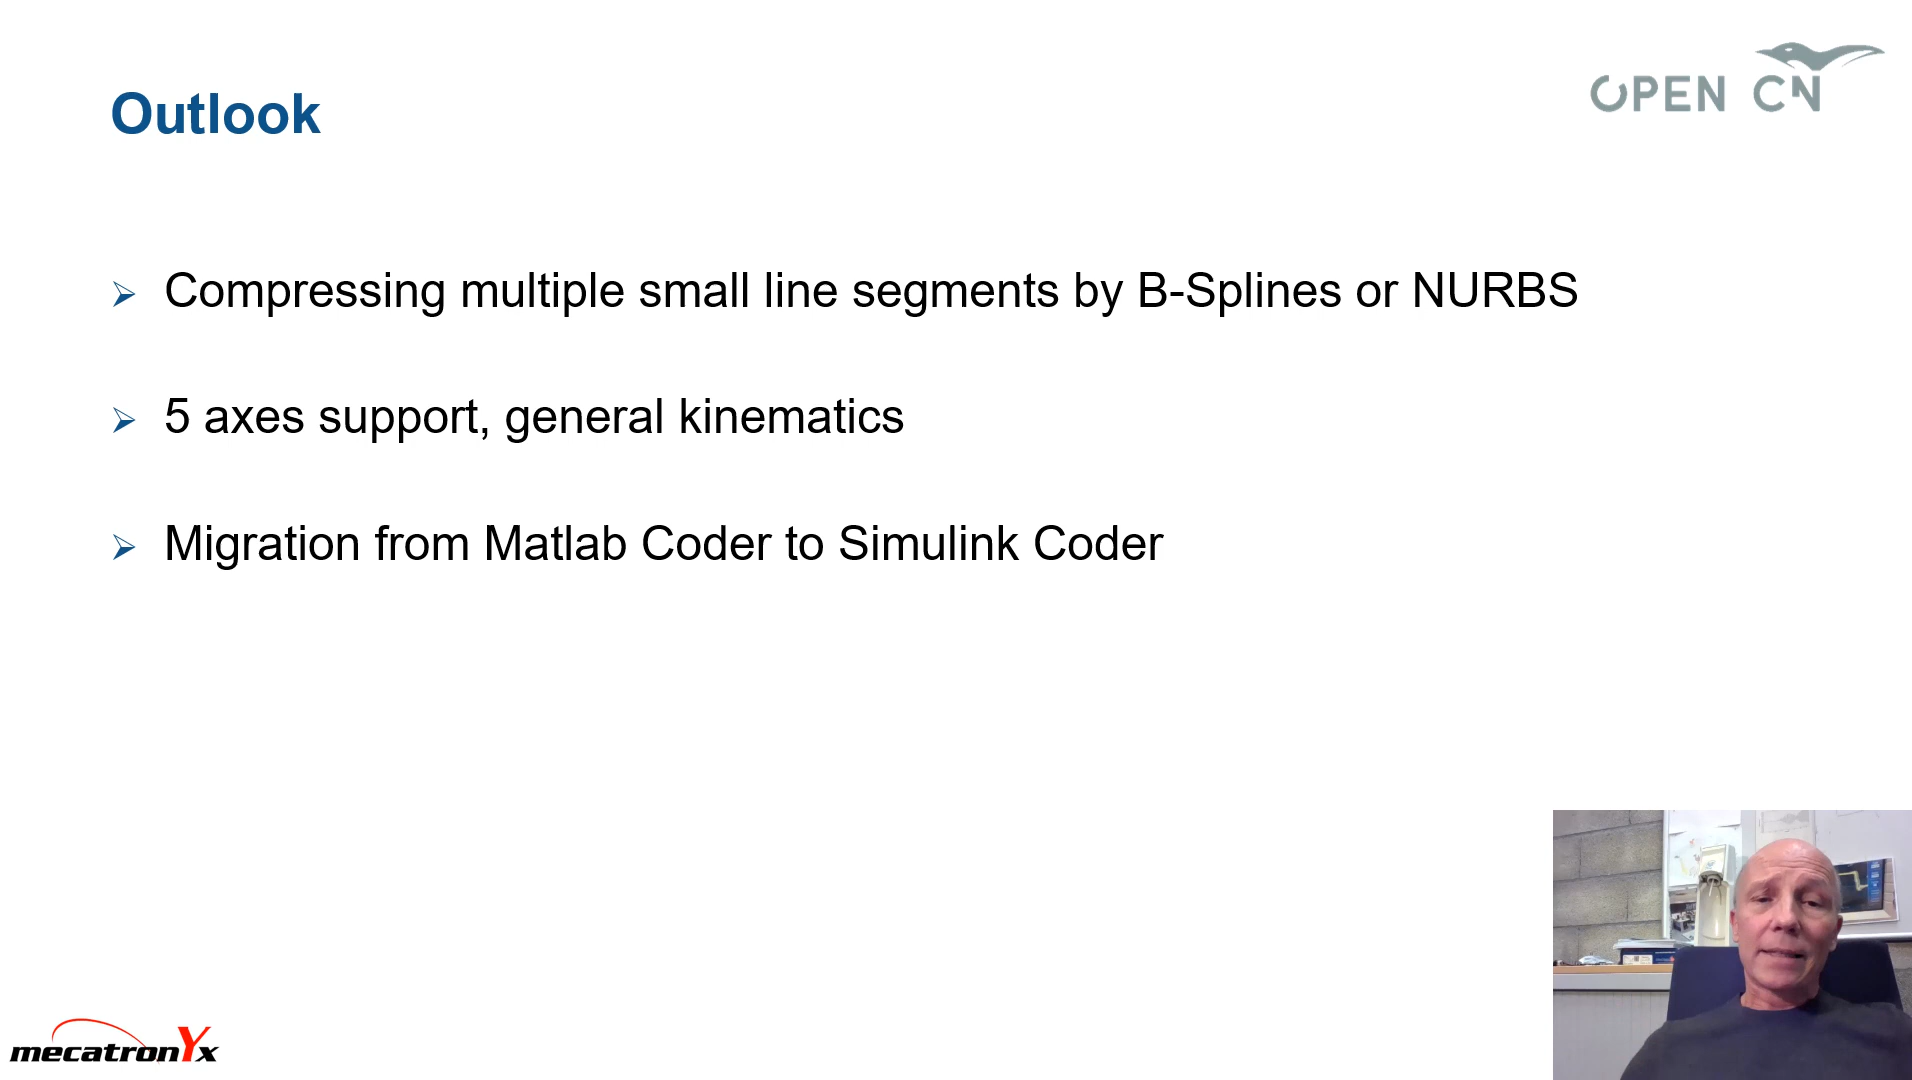 OPEN CN
Outlook
Compressing multiple small line segments by B-Splines or NURBS
5 axes support, general kinematics
Migration from Matlab Coder to Simulink Coder
mecatronYx